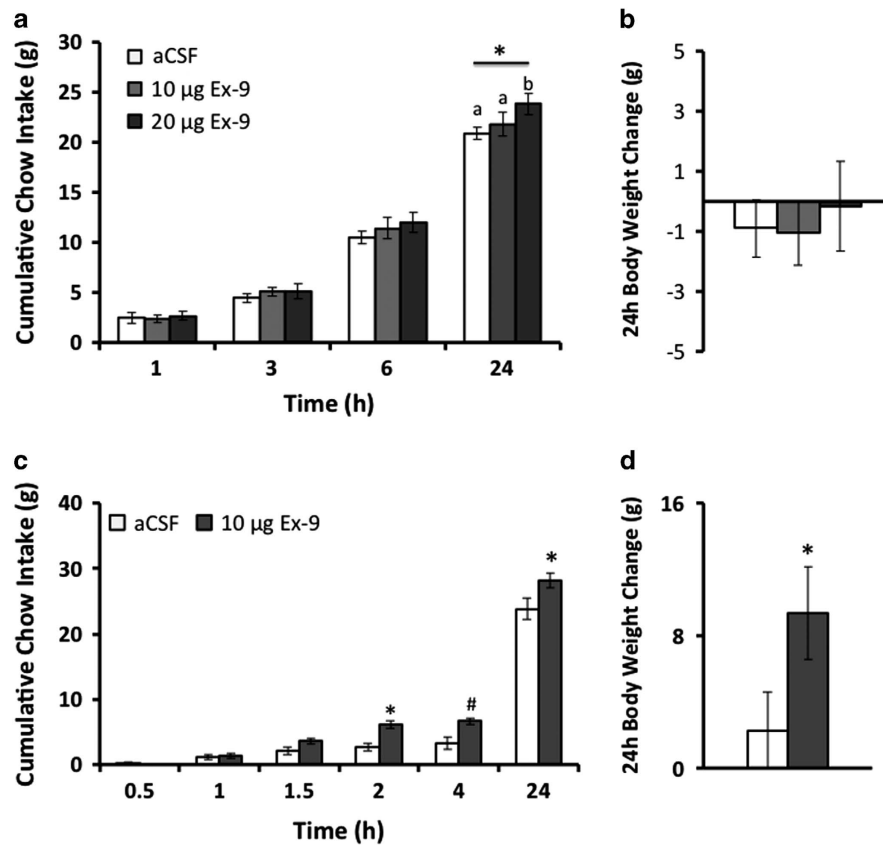 a
Cumulative Chow Intake (g)
30
25
20
15
10
5
0
aCSF
10 µg Ex-9
20 µg Ex-9
*
a a b
1 3 6 24
Time (h)
b
24h Body Weight Change (g)
5
3
1
-1
-3
-5
c
Cumulative Chow Intake (g)
40
30
20
10
0
aCSF 10 µg Ex-9
* # *
0.5 1 1.5 2 4 24
Time (h)
d
24h Body Weight Change (g)
16
8
0
*